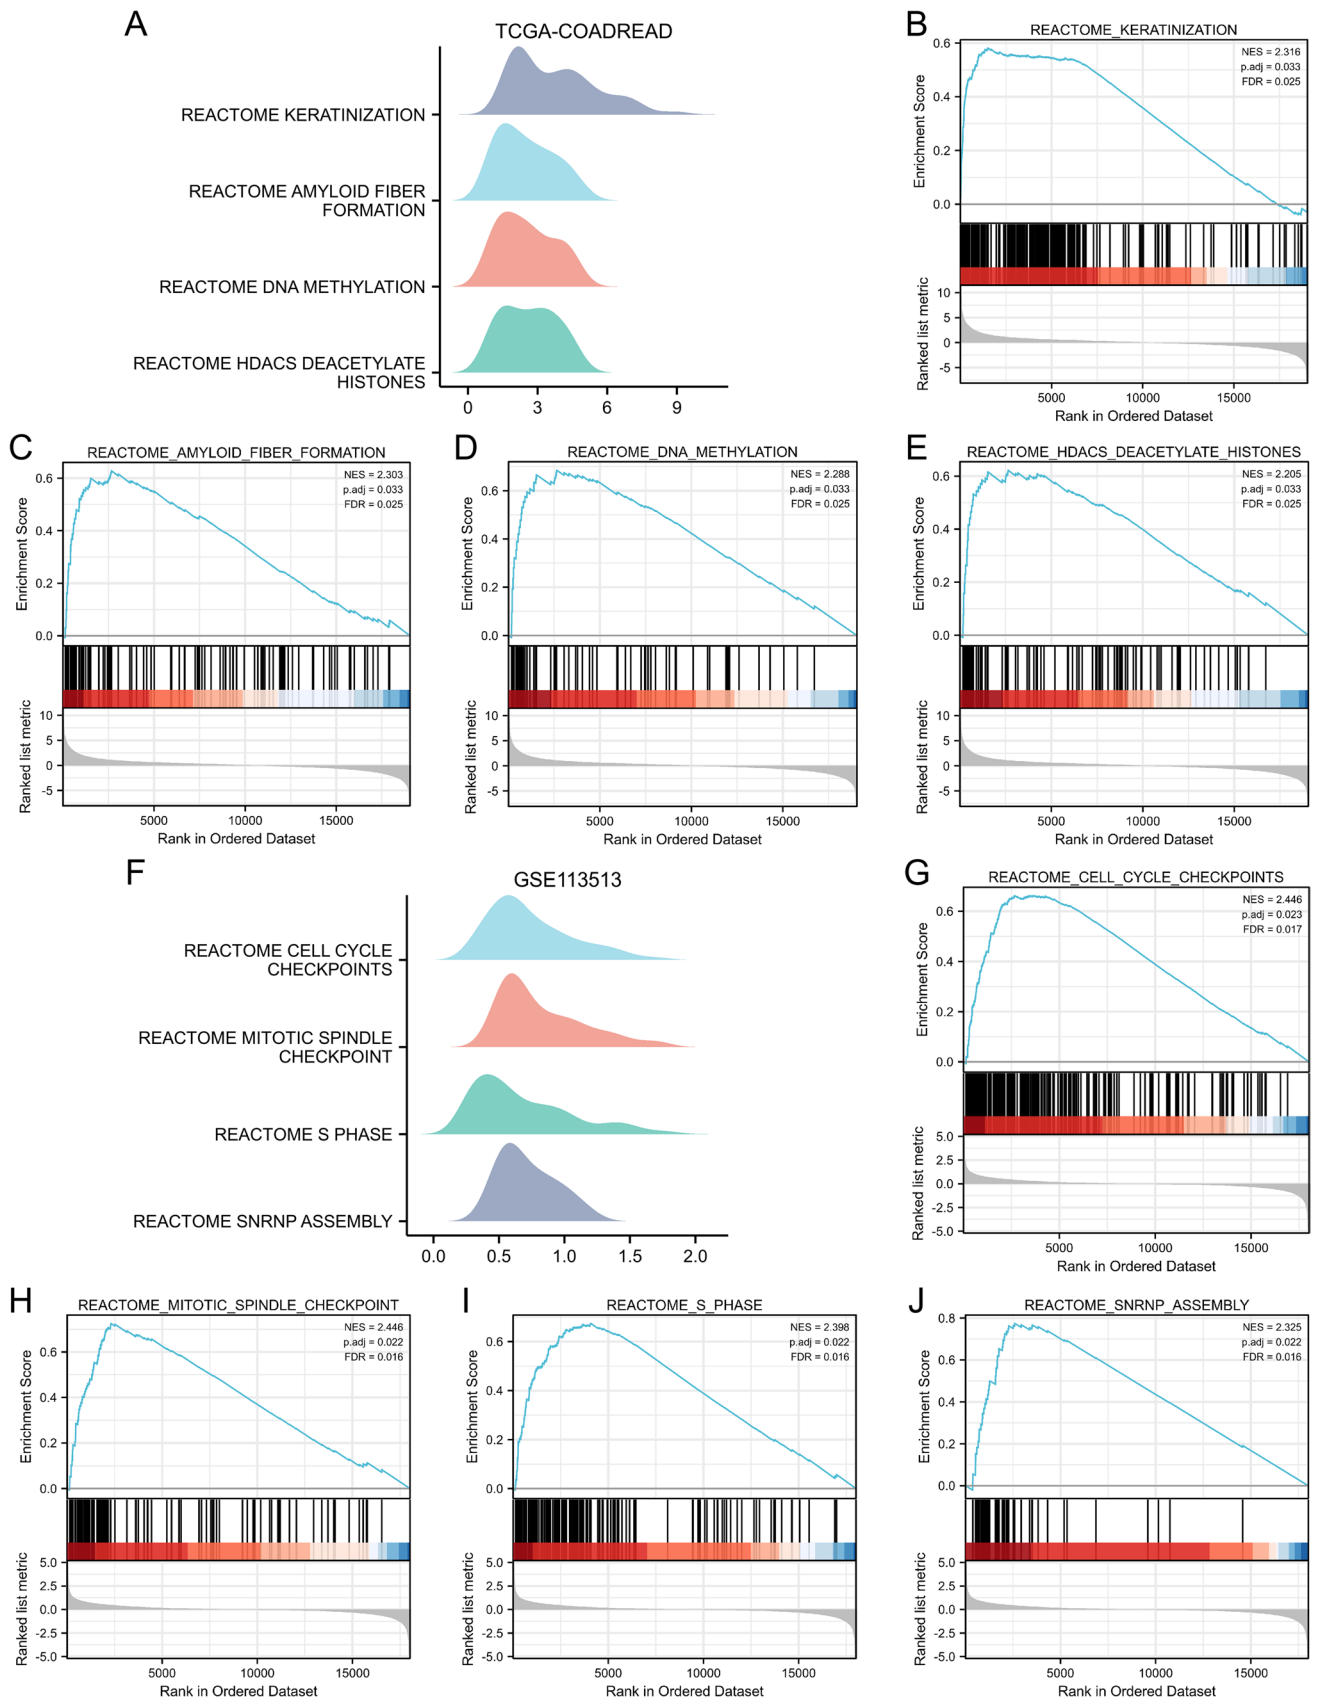 A
TCGA-COADREAD
REACTOME KERATINIZATION
REACTOME AMYLOID FIBER
FORMATION
REACTOME DNA METHYLATION
REACTOME HDACS DEACETYLATE
HISTONES
0 3 6 9
B
REACTOME_KERATINIZATION
NES = 2.316
p.adj = 0.033
FDR = 0.025
Enrichment Score
0.6
0.4
0.2
0.0
Ranked list metric
10
5
0
-5
5000 10000 15000
Rank in Ordered Dataset
C
REACTOME_AMYLOID_FIBER_FORMATION
NES = 2.303
p.adj = 0.033
FDR = 0.025
Enrichment Score
0.6
0.4
0.2
0.0
Ranked list metric
10
5
0
-5
5000 10000 15000
Rank in Ordered Dataset
D
REACTOME_DNA_METHYLATION
NES = 2.288
p.adj = 0.033
FDR = 0.025
Enrichment Score
0.6
0.4
0.2
0.0
Ranked list metric
10
5
0
-5
5000 10000 15000
Rank in Ordered Dataset
E
REACTOME_HDACS_DEACETYLATE_HISTONES
NES = 2.205
p.adj = 0.033
FDR = 0.025
Enrichment Score
0.6
0.4
0.2
0.0
Ranked list metric
10
5
0
-5
5000 10000 15000
Rank in Ordered Dataset
F
GSE113513
REACTOME CELL CYCLE
CHECKPOINTS
REACTOME MITOTIC SPINDLE
CHECKPOINT
REACTOME S PHASE
REACTOME SNRNP ASSEMBLY
0.0 0.5 1.0 1.5 2.0
G
REACTOME_CELL_CYCLE_CHECKPOINTS
NES = 2.446
p.adj = 0.023
FDR = 0.017
Enrichment Score
0.6
0.4
0.2
0.0
Ranked list metric
5.0
2.5
0.0
-2.5
-5.0
5000 10000 15000
Rank in Ordered Dataset
H
REACTOME_MITOTIC_SPINDLE_CHECKPOINT
NES = 2.446
p.adj = 0.022
FDR = 0.016
Enrichment Score
0.6
0.4
0.2
0.0
Ranked list metric
5.0
2.5
0.0
-2.5
-5.0
5000 10000 15000
Rank in Ordered Dataset
I
REACTOME_S_PHASE
NES = 2.398
p.adj = 0.022
FDR = 0.016
Enrichment Score
0.6
0.4
0.2
0.0
Ranked list metric
5.0
2.5
0.0
-2.5
-5.0
5000 10000 15000
Rank in Ordered Dataset
J
REACTOME_SNRNP_ASSEMBLY
NES = 2.325
p.adj = 0.022
FDR = 0.016
Enrichment Score
0.8
0.6
0.4
0.2
0.0
Ranked list metric
5.0
2.5
0.0
-2.5
-5.0
5000 10000 15000
Rank in Ordered Dataset